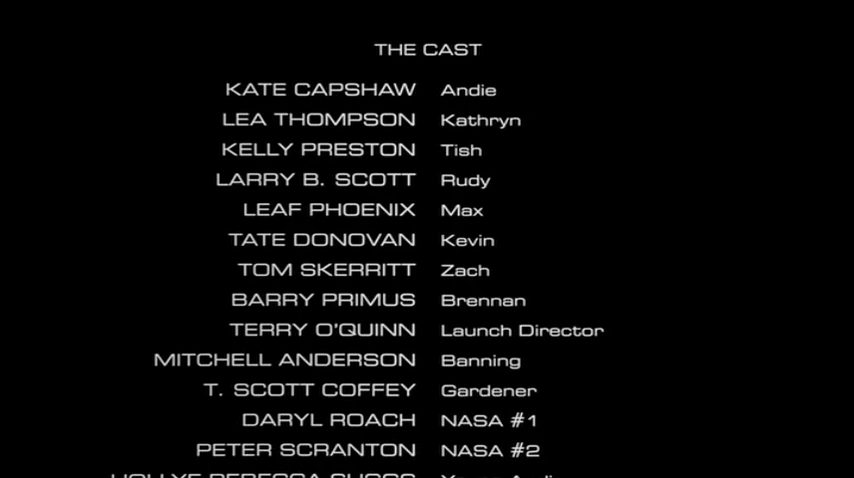 THE CAST
KATE CAPSHAW Andie
LEA THOMPSON Kathryn
KELLY PRESTON Tish
LARRY B. SCOTT Rudy
LEAF PHOENIX Max
TATE DONOVAN Kevin
TOM SKERRITT Zach
BARRY PRIMUS Brennan
TERRY O'QUINN Launch Director
MITCHELL ANDERSON Banning
T. SCOTT COFFEY Gardener
DARYL ROACH NASA #1
PETER SCRANTON NASA #2